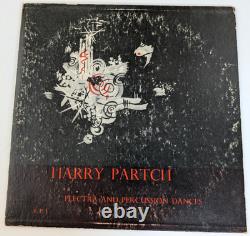 HARRY PARTCH
PLECTRA AND PERCUSSION DANCES